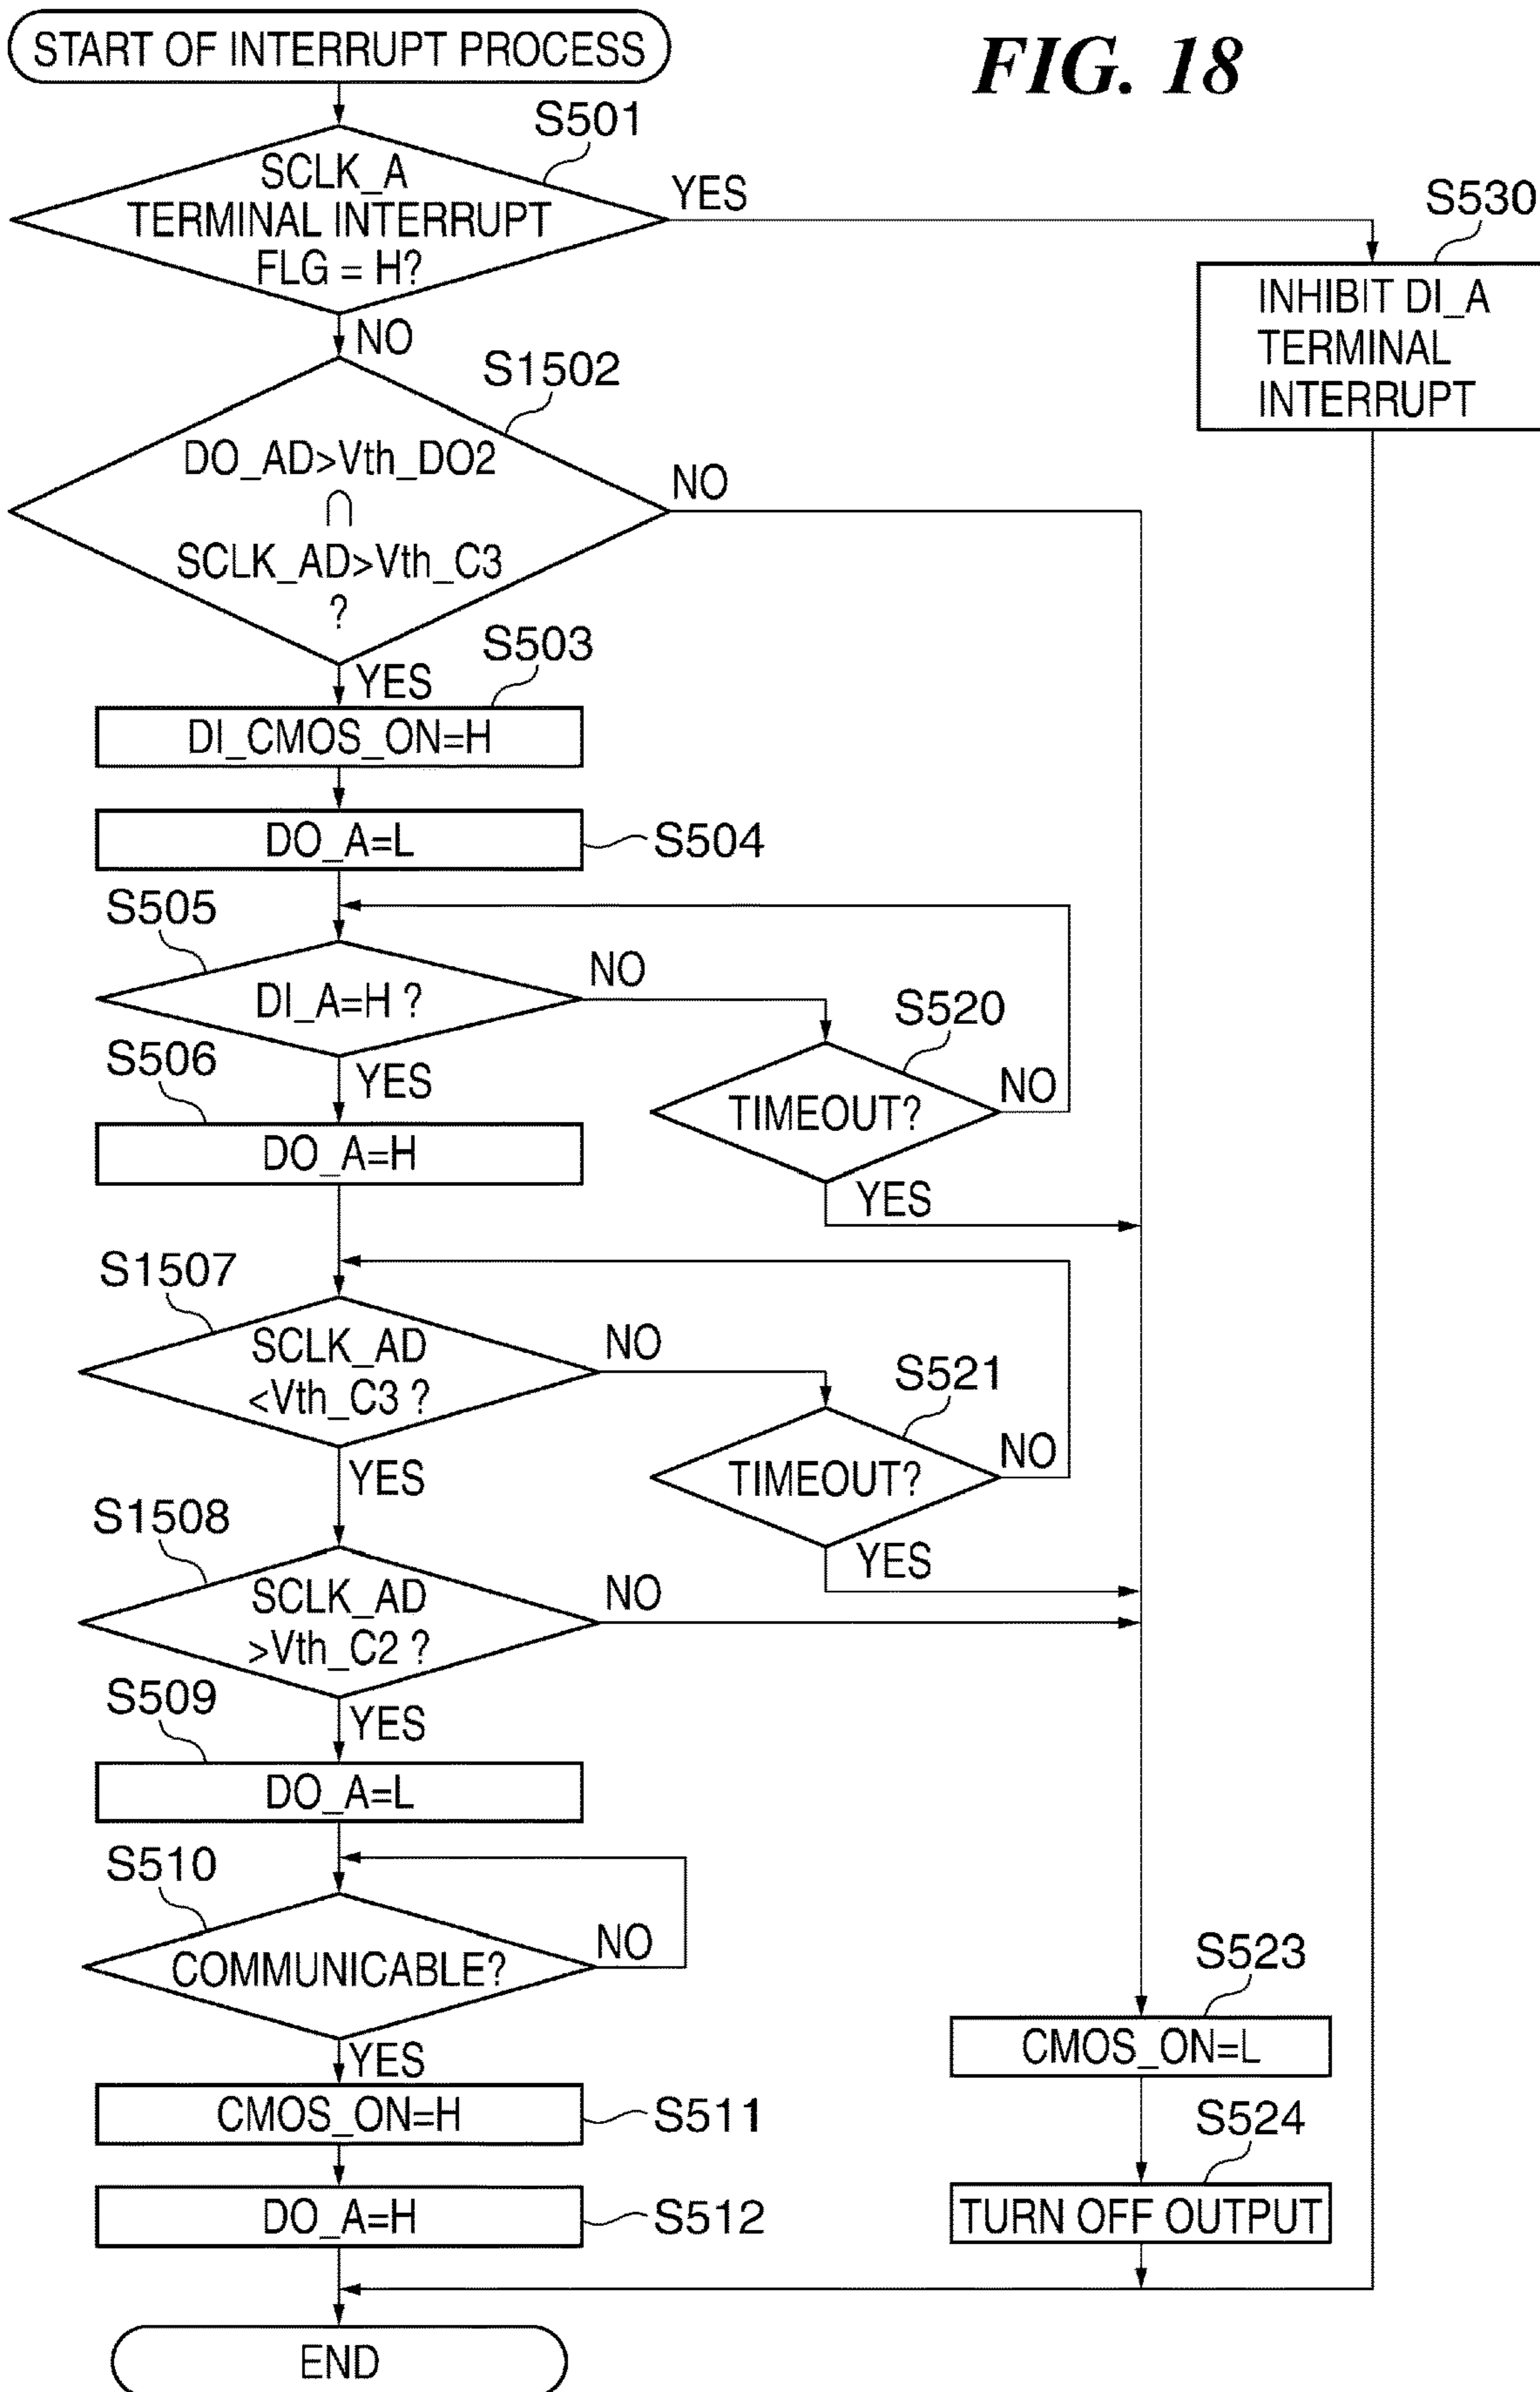 START OF INTERRUPT PROCESS
FIG. 18
S501
SCLK_A
TERMINAL INTERRUPT
FLG = H?
YES
NO
S530
INHIBIT DI_A
TERMINAL
INTERRUPT
S1502
DO_AD>Vth_DO2
∩
SCLK_AD>Vth_C3
?
NO
YES
S503
DI_CMOS_ON=H
DO_A=L
S504
S505
DI_A=H ?
NO
YES
S520
TIMEOUT?
NO
YES
S506
DO_A=H
S1507
SCLK_AD
<Vth_C3 ?
NO
YES
S521
TIMEOUT?
NO
YES
S1508
SCLK_AD
>Vth_C2 ?
NO
YES
S509
DO_A=L
S510
COMMUNICABLE?
NO
YES
CMOS_ON=H
S511
DO_A=H
S512
S523
CMOS_ON=L
S524
TURN OFF OUTPUT
END